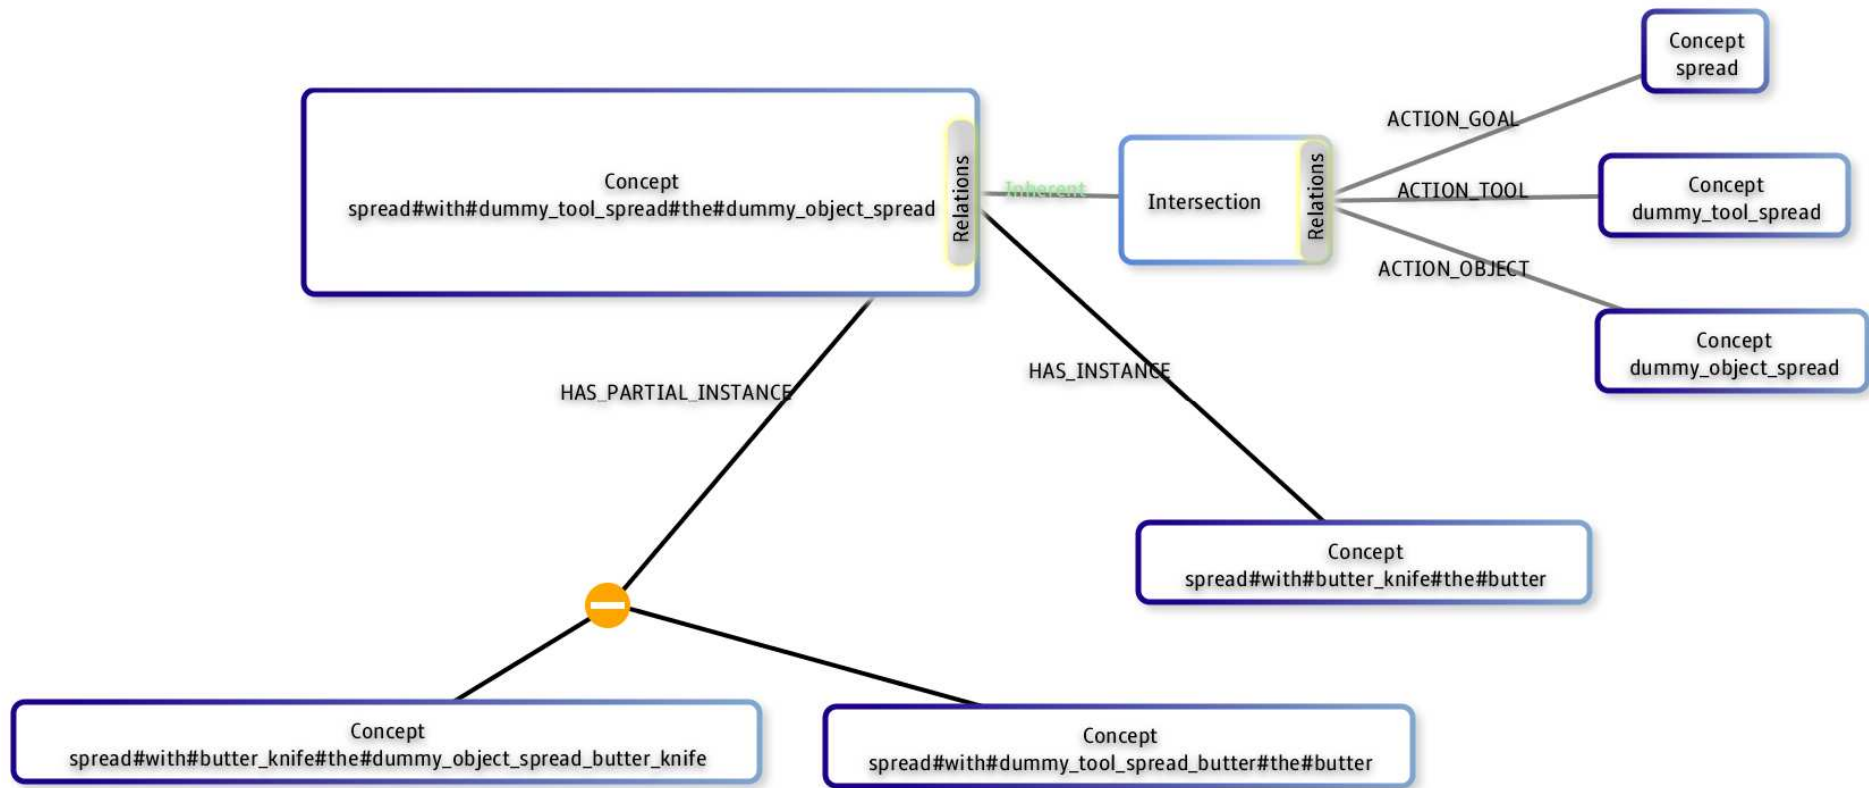 Concept
spread
ACTION_GOAL
Concept
spread#with#dummy_tool_spread#the#dummy_object_spread
Relations
Inherent
Intersection
Relations
ACTION_TOOL
Concept
dummy_tool_spread
ACTION_OBJECT
Concept
dummy_object_spread
HAS_PARTIAL_INSTANCE
HAS_INSTANCE
Concept
spread#with#butter_knife#the#butter
Concept
spread#with#butter_knife#the#dummy_object_spread_butter_knife
Concept
spread#with#dummy_tool_spread_butter#the#butter